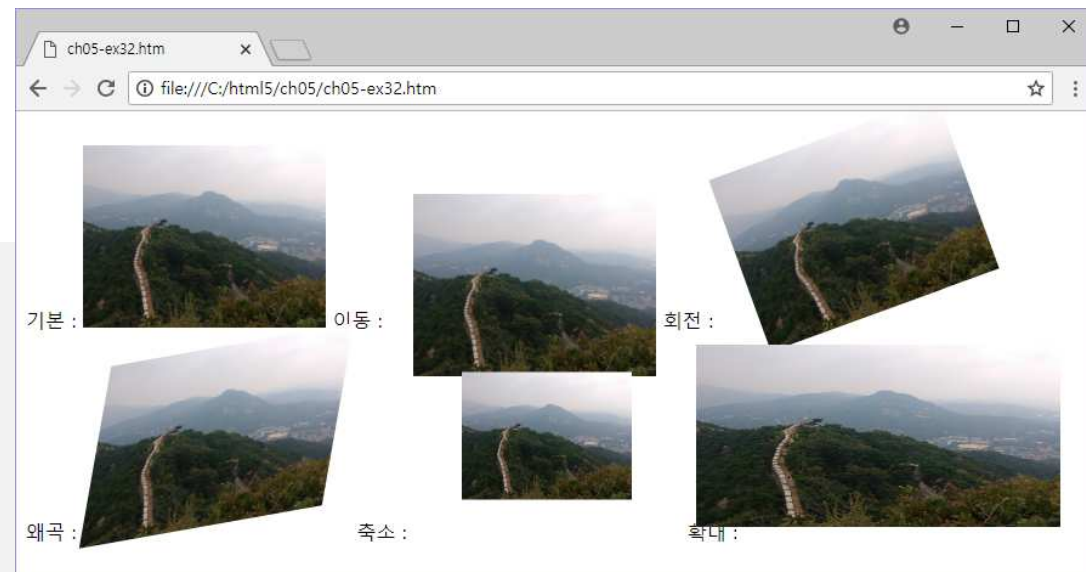 ch05-ex32.htm
file:///C:/html5/ch05/ch05-ex32.htm
기본 : 이동 : 회전 :
왜곡 : 축소 : 확대 :